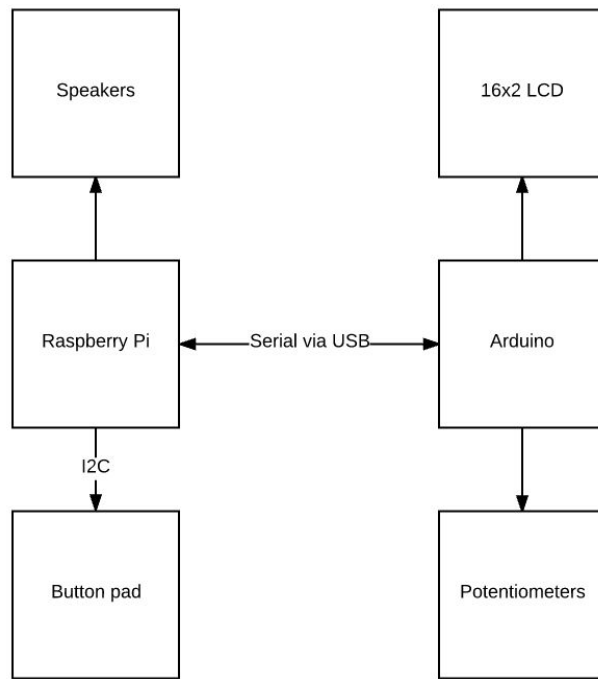 Speakers
16x2 LCD
Raspberry Pi
Serial via USB
Arduino
I2C
Button pad
Potentiometers